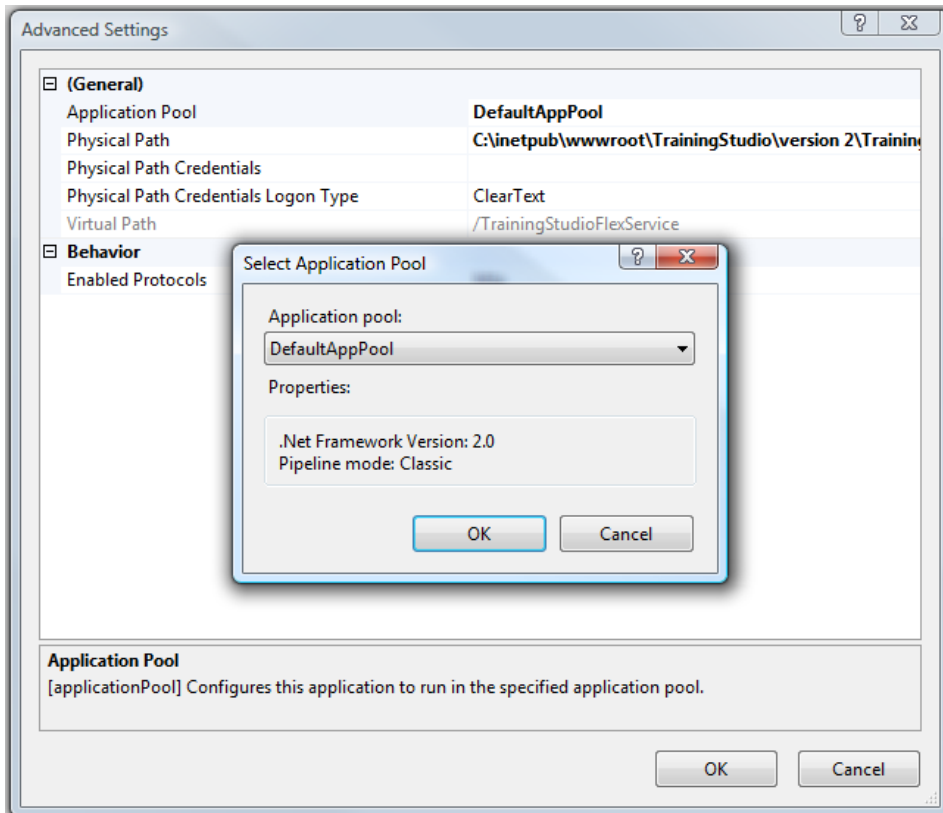 Advanced Settings
(General)
Application Pool DefaultAppPool
Physical Path C:\inetpub\wwwroot\TrainingStudio\version 2\Training
Physical Path Credentials
Physical Path Credentials Logon Type ClearText
Virtual Path /TrainingStudioFlexService
Behavior
Enabled Protocols
Select Application Pool
Application pool:
DefaultAppPool
Properties:
.Net Framework Version: 2.0
Pipeline mode: Classic
OK Cancel
Application Pool
[applicationPool] Configures this application to run in the specified application pool.
OK Cancel